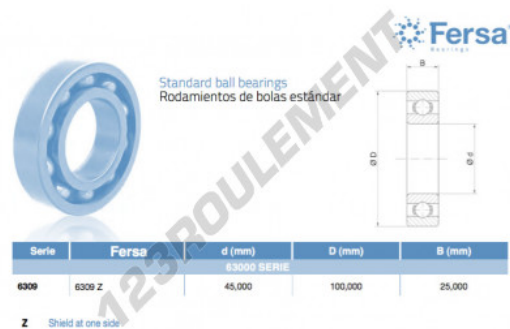 Fersa
Bearings
Standard ball bearings
Rodamientos de bolas estándar
B
Ø D
Ø d
Serie Fersa d (mm) D (mm) B (mm)
63000 SERIE
6309 6309 Z 45,000 100,000 25,000
Z Shield at one side
123ROULEMENT